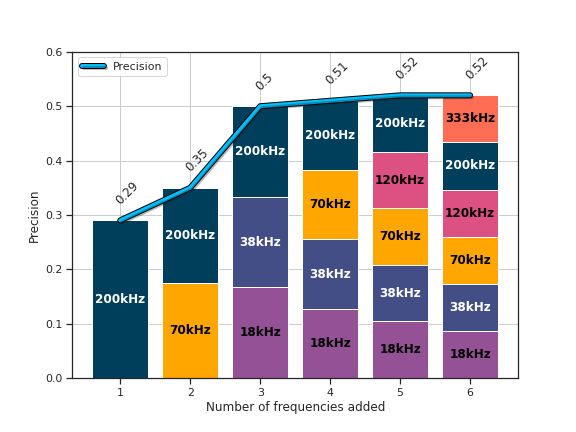 Precision
0.6
0.5
0.4
0.3
0.2
0.1
0.0
Precision
0.29
0.35
0.5
0.51
0.52
0.52
200kHz
200kHz
70kHz
200kHz
38kHz
18kHz
200kHz
70kHz
38kHz
18kHz
200kHz
120kHz
70kHz
38kHz
18kHz
333kHz
200kHz
120kHz
70kHz
38kHz
18kHz
1 2 3 4 5 6
Number of frequencies added